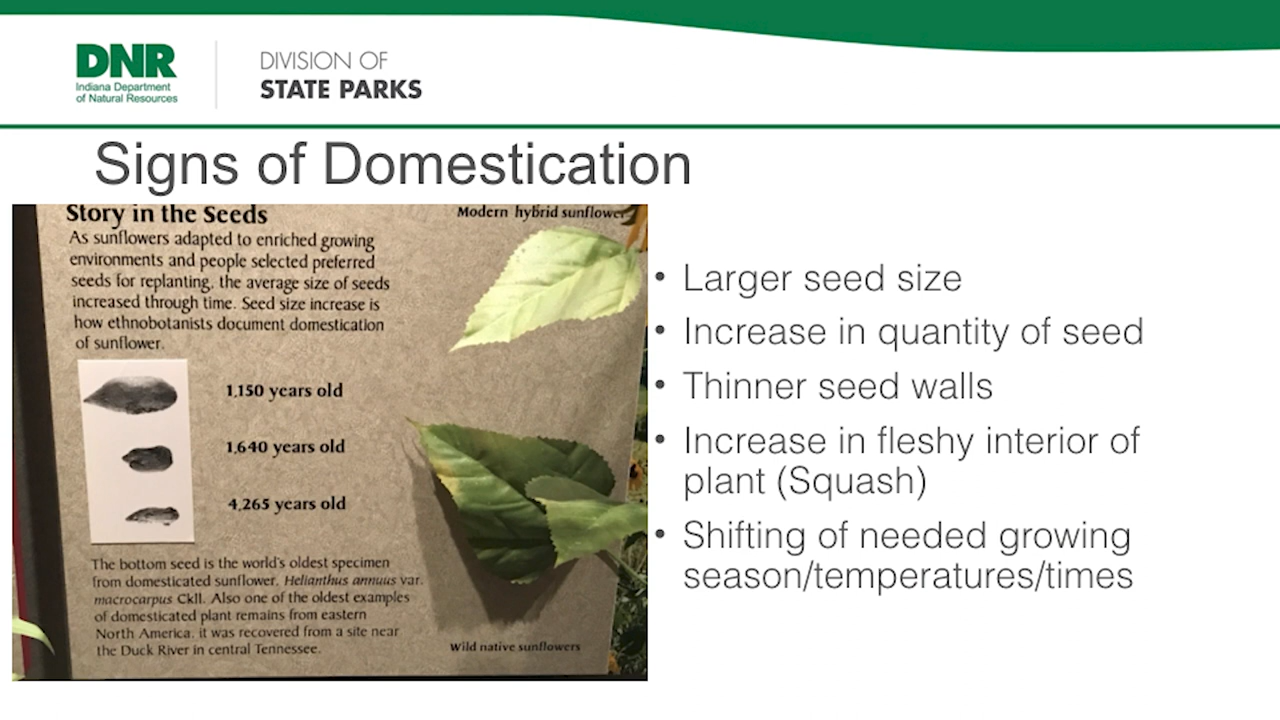 DNR
Indiana Department
of Natural Resources
DIVISION OF
STATE PARKS
Signs of Domestication
Story in the Seeds
As sunflowers adapted to enriched growing
environments and people selected preferred
seeds for replanting, the average size of seeds
increased through time. Seed size increase is
how ethnobotanists document domestication
of sunflower.
1,150 years old
1,640 years old
4,265 years old
The bottom seed is the world's oldest specimen
from domesticated sunflower, Helianthus annuus var.
macrocarpus Ckll. Also one of the oldest examples
of domesticated plant remains from eastern
North America, it was recovered from a site near
the Duck River in central Tennessee.
Modern hybrid sunflower
Wild native sunflowers
• Larger seed size
• Increase in quantity of seed
• Thinner seed walls
• Increase in fleshy interior of
plant (Squash)
• Shifting of needed growing
season/temperatures/times